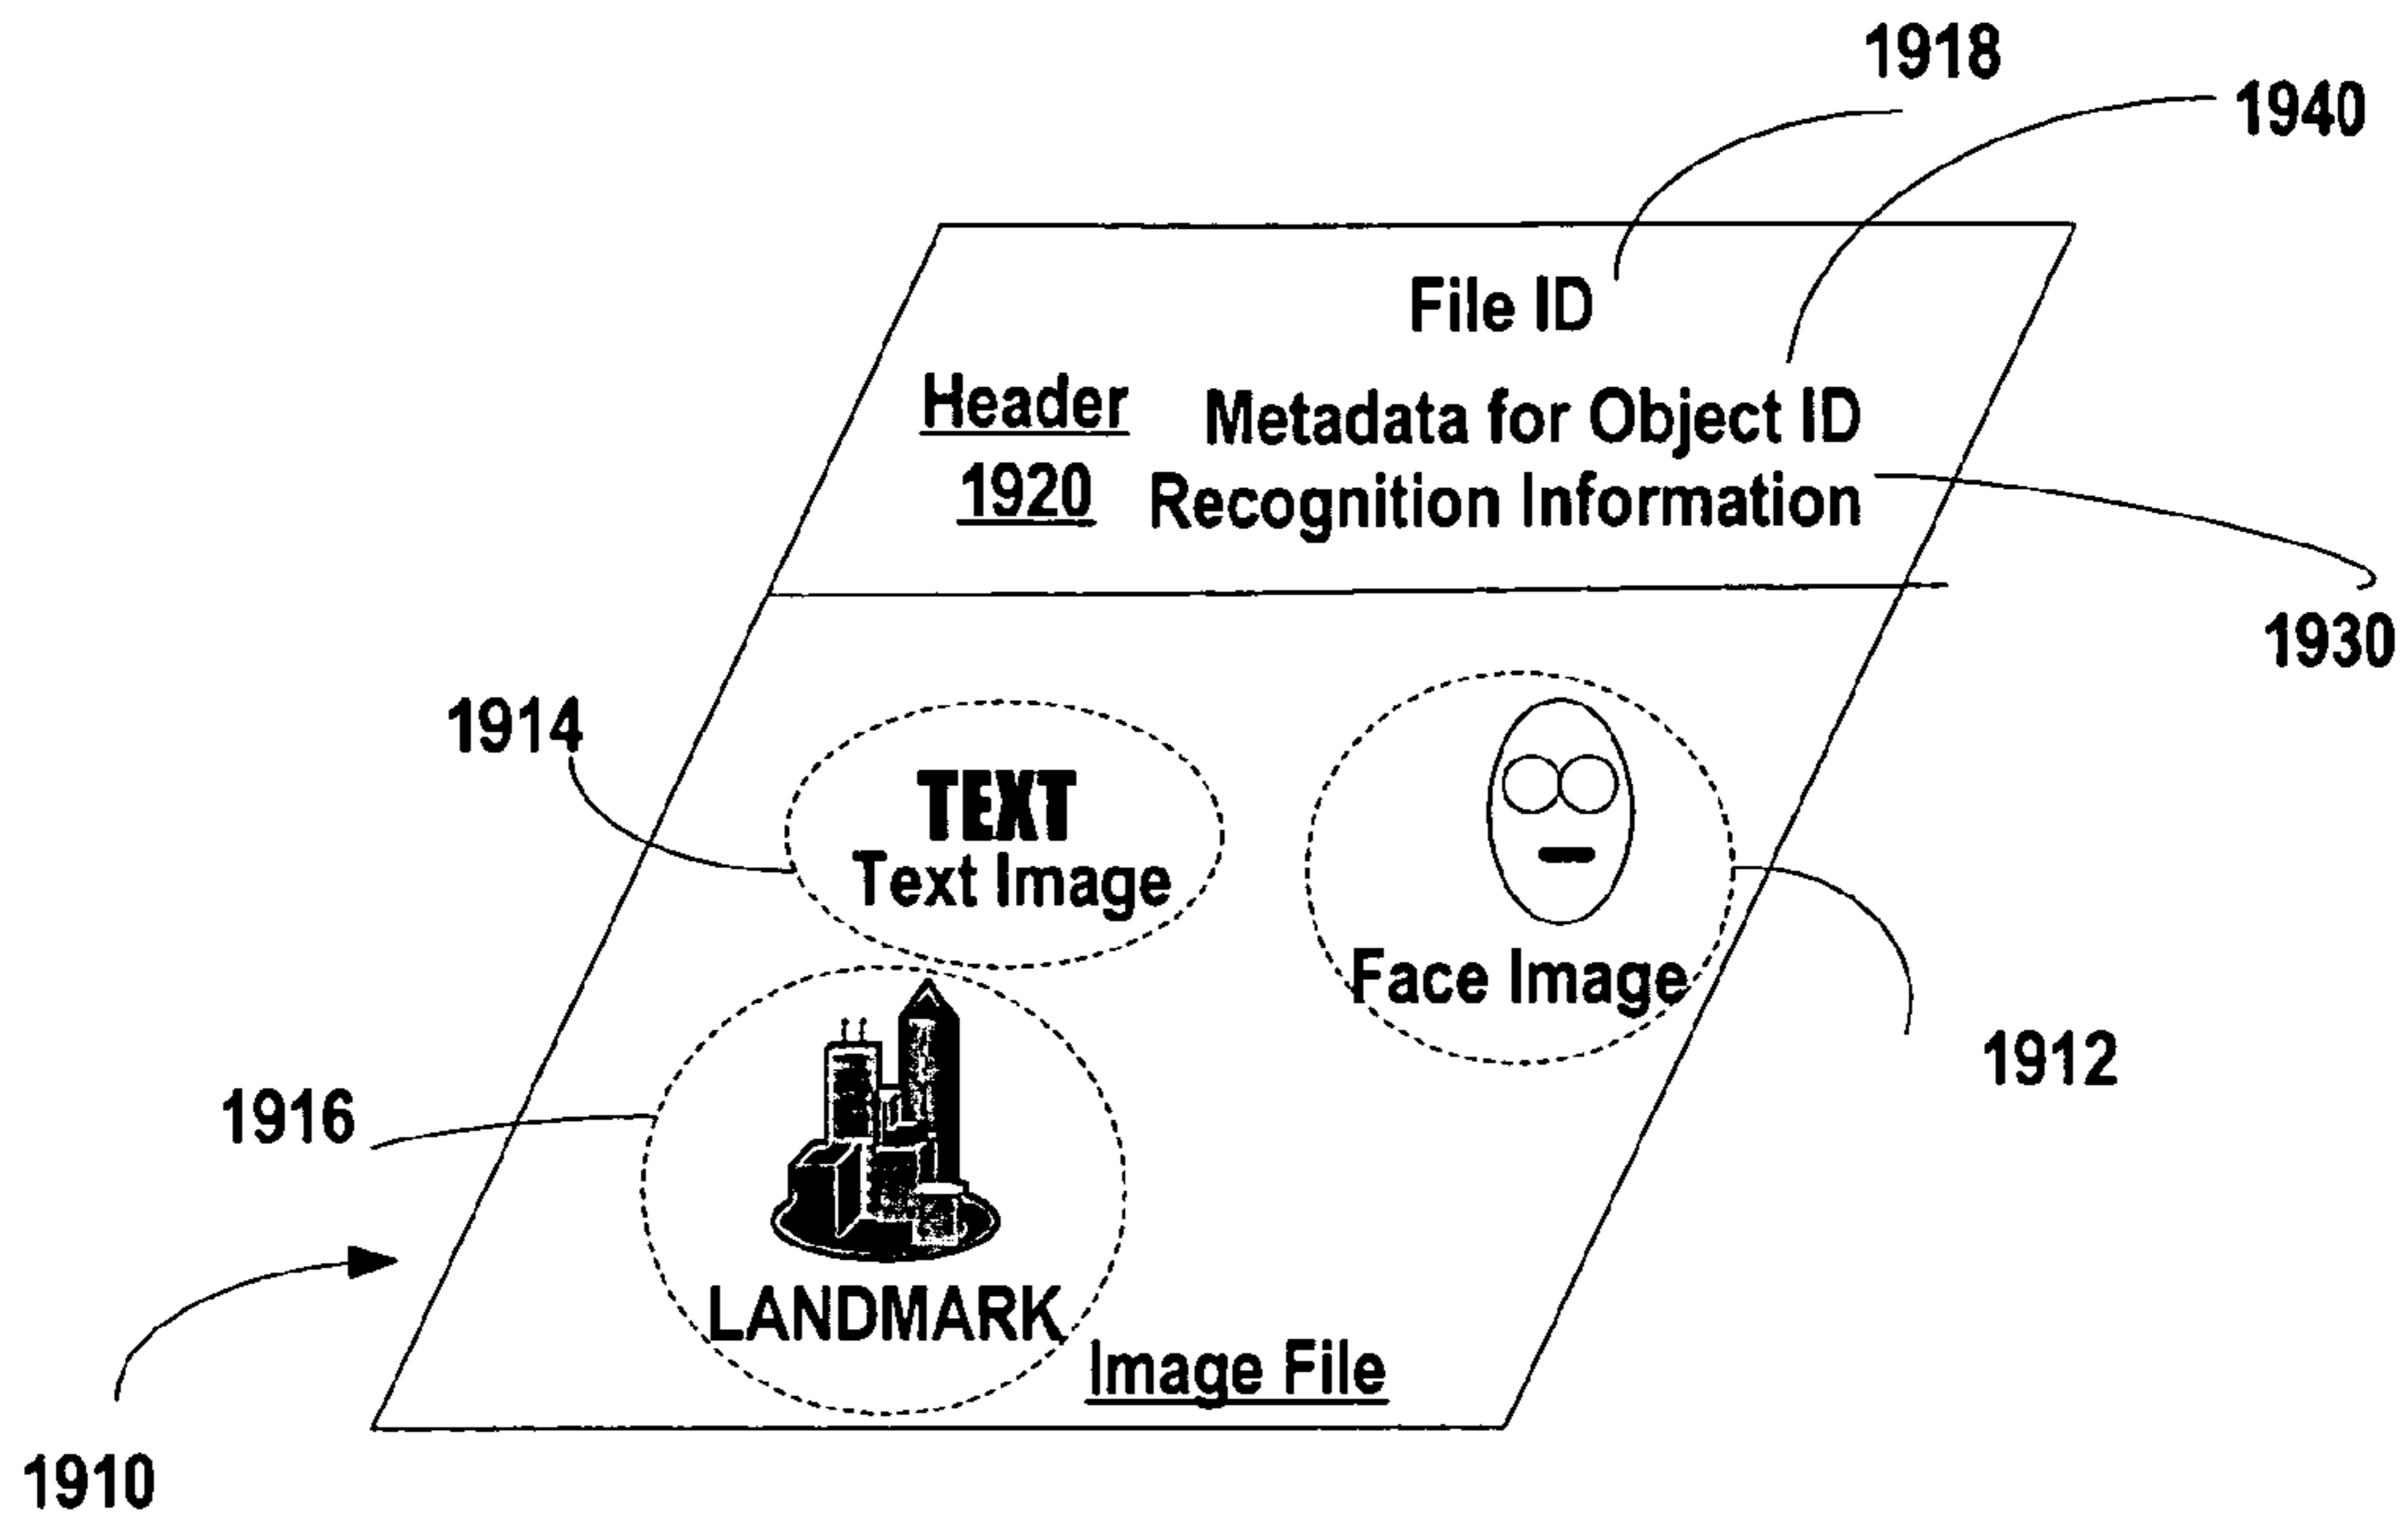 1918
1940
File ID
Header
Metadata for Object ID
1920
Recognition Information
1930
1914
TEXT
Text Image
Face Image
1912
1916
LANDMARK
Image File
1910